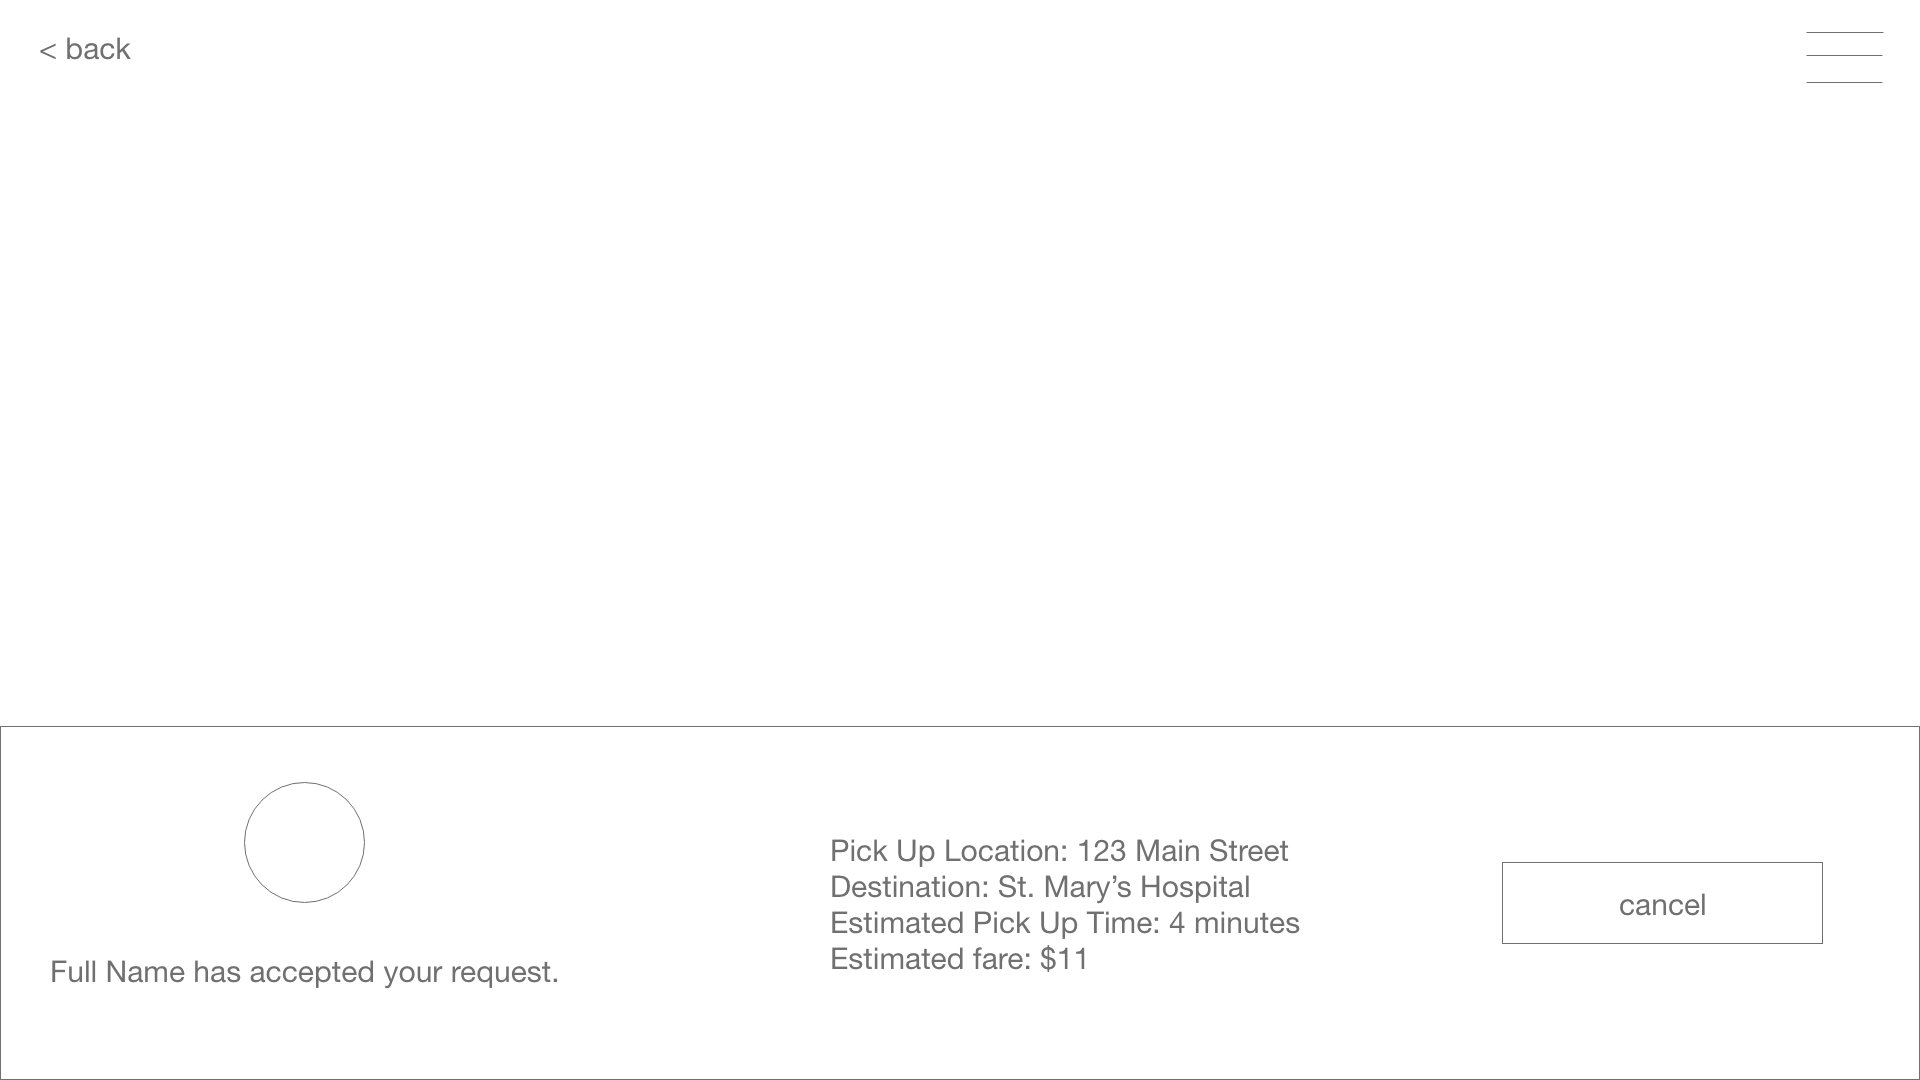 < back
Full Name has accepted your request.
Pick Up Location: 123 Main Street
Destination: St. Mary’s Hospital
Estimated Pick Up Time: 4 minutes
Estimated fare: $11
cancel